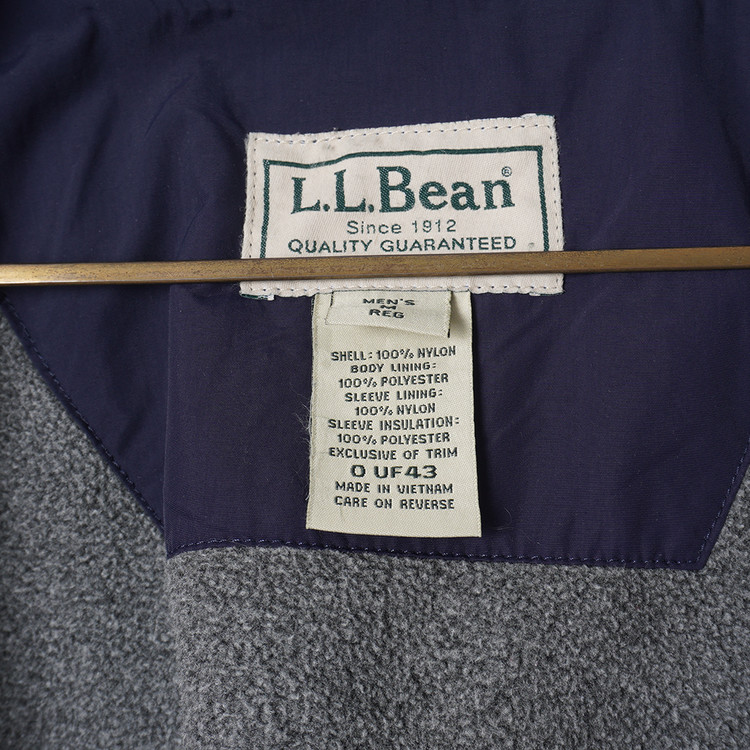 L.L.Bean®
Since 1912
QUALITY GUARANTEED
MEN'S
M
REG
SHELL: 100% NYLON
BODY LINING:
100% POLYESTER
SLEEVE LINING:
100% NYLON
SLEEVE INSULATION:
100% POLYESTER
EXCLUSIVE OF TRIM
O UF43
MADE IN VIETNAM
CARE ON REVERSE